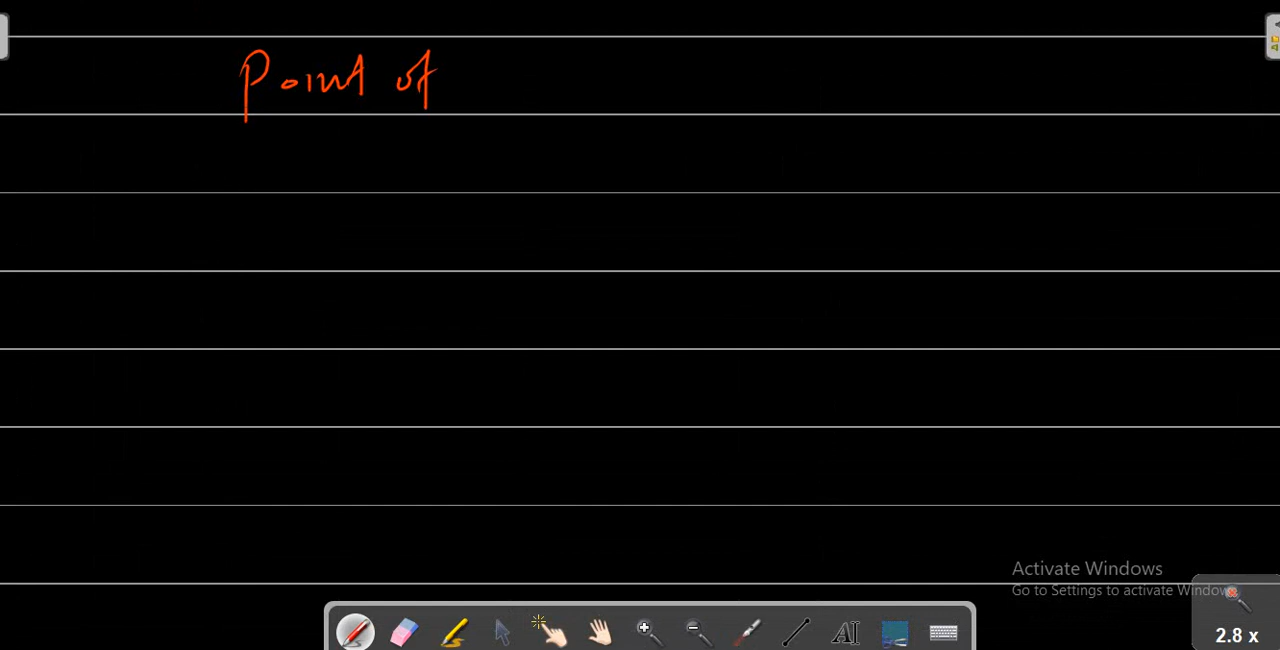 Point of
Activate Windows
Go to Settings to activate Windows
2.8 x